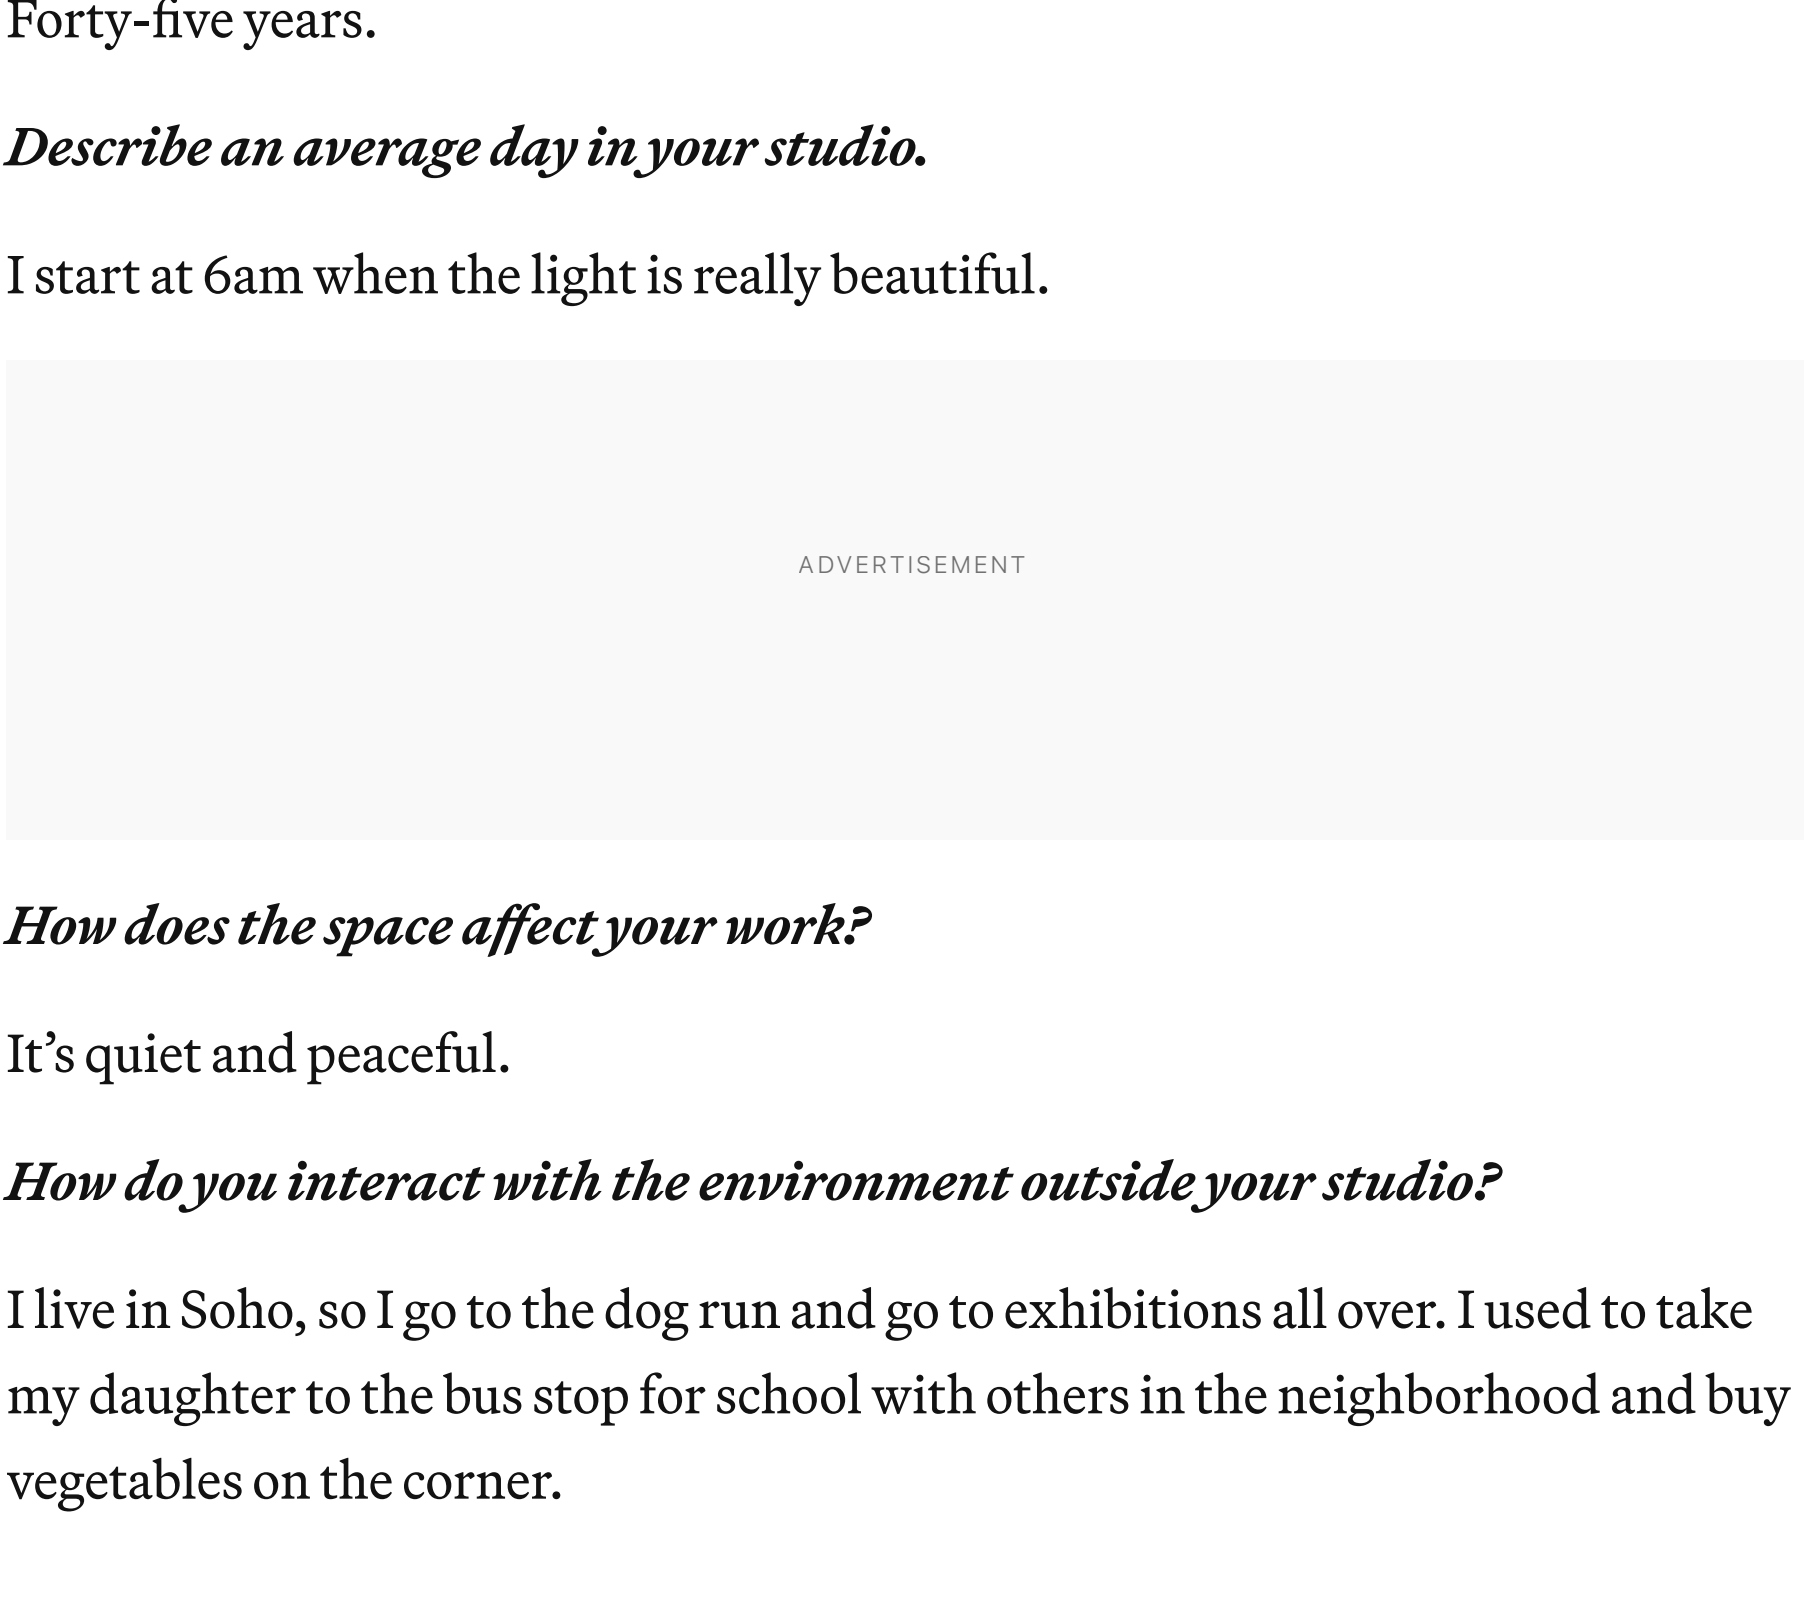 Forty-five years.
Describe an average day in your studio.
I start at 6am when the light is really beautiful.
ADVERTISEMENT
How does the space affect your work?
It’s quiet and peaceful.
How do you interact with the environment outside your studio?
I live in Soho, so I go to the dog run and go to exhibitions all over. I used to take
my daughter to the bus stop for school with others in the neighborhood and buy
vegetables on the corner.